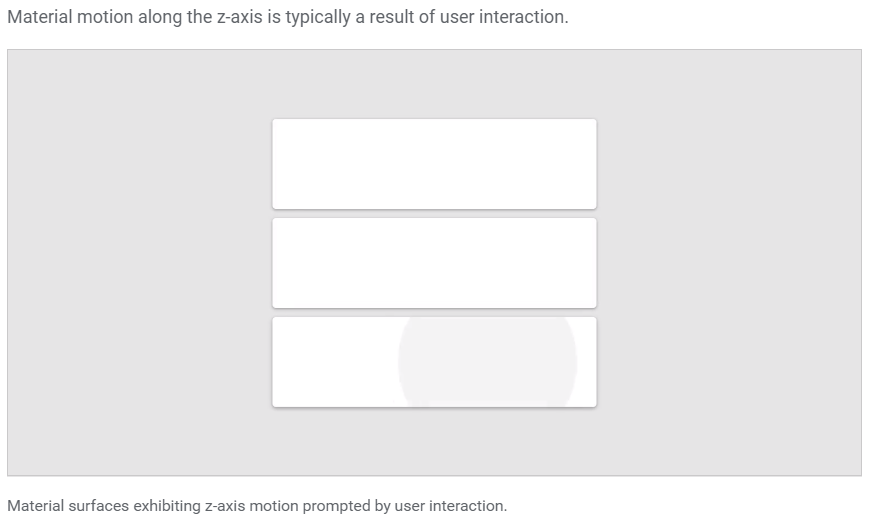 Material motion along the z-axis is typically a result of user interaction.
Material surfaces exhibiting z-axis motion prompted by user interaction.